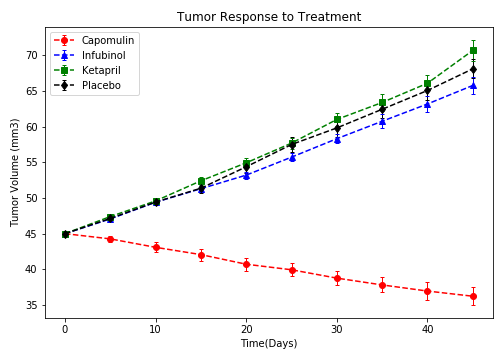 Tumor Response to Treatment
Capomulin
Infubinol
Ketapril
Placebo
70
65
60
55
50
45
40
35
Tumor Volume (mm3)
0
10
20
30
40
Time(Days)